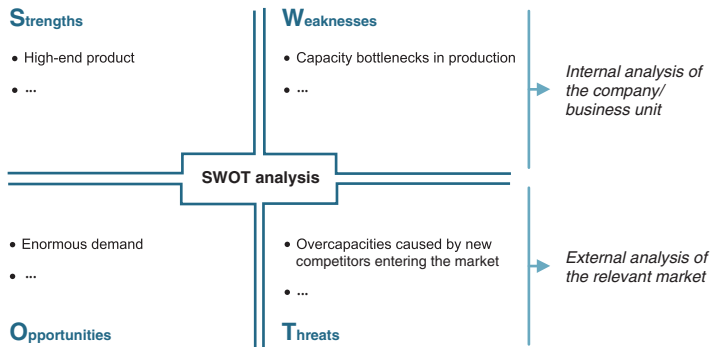 Strengths
• High-end product
• ...
Weaknesses
• Capacity bottlenecks in production
• ...
Internal analysis of
the company/
business unit
SWOT analysis
• Enormous demand
• ...
Opportunities
• Overcapacities caused by new
competitors entering the market
• ...
Threats
External analysis of
the relevant market